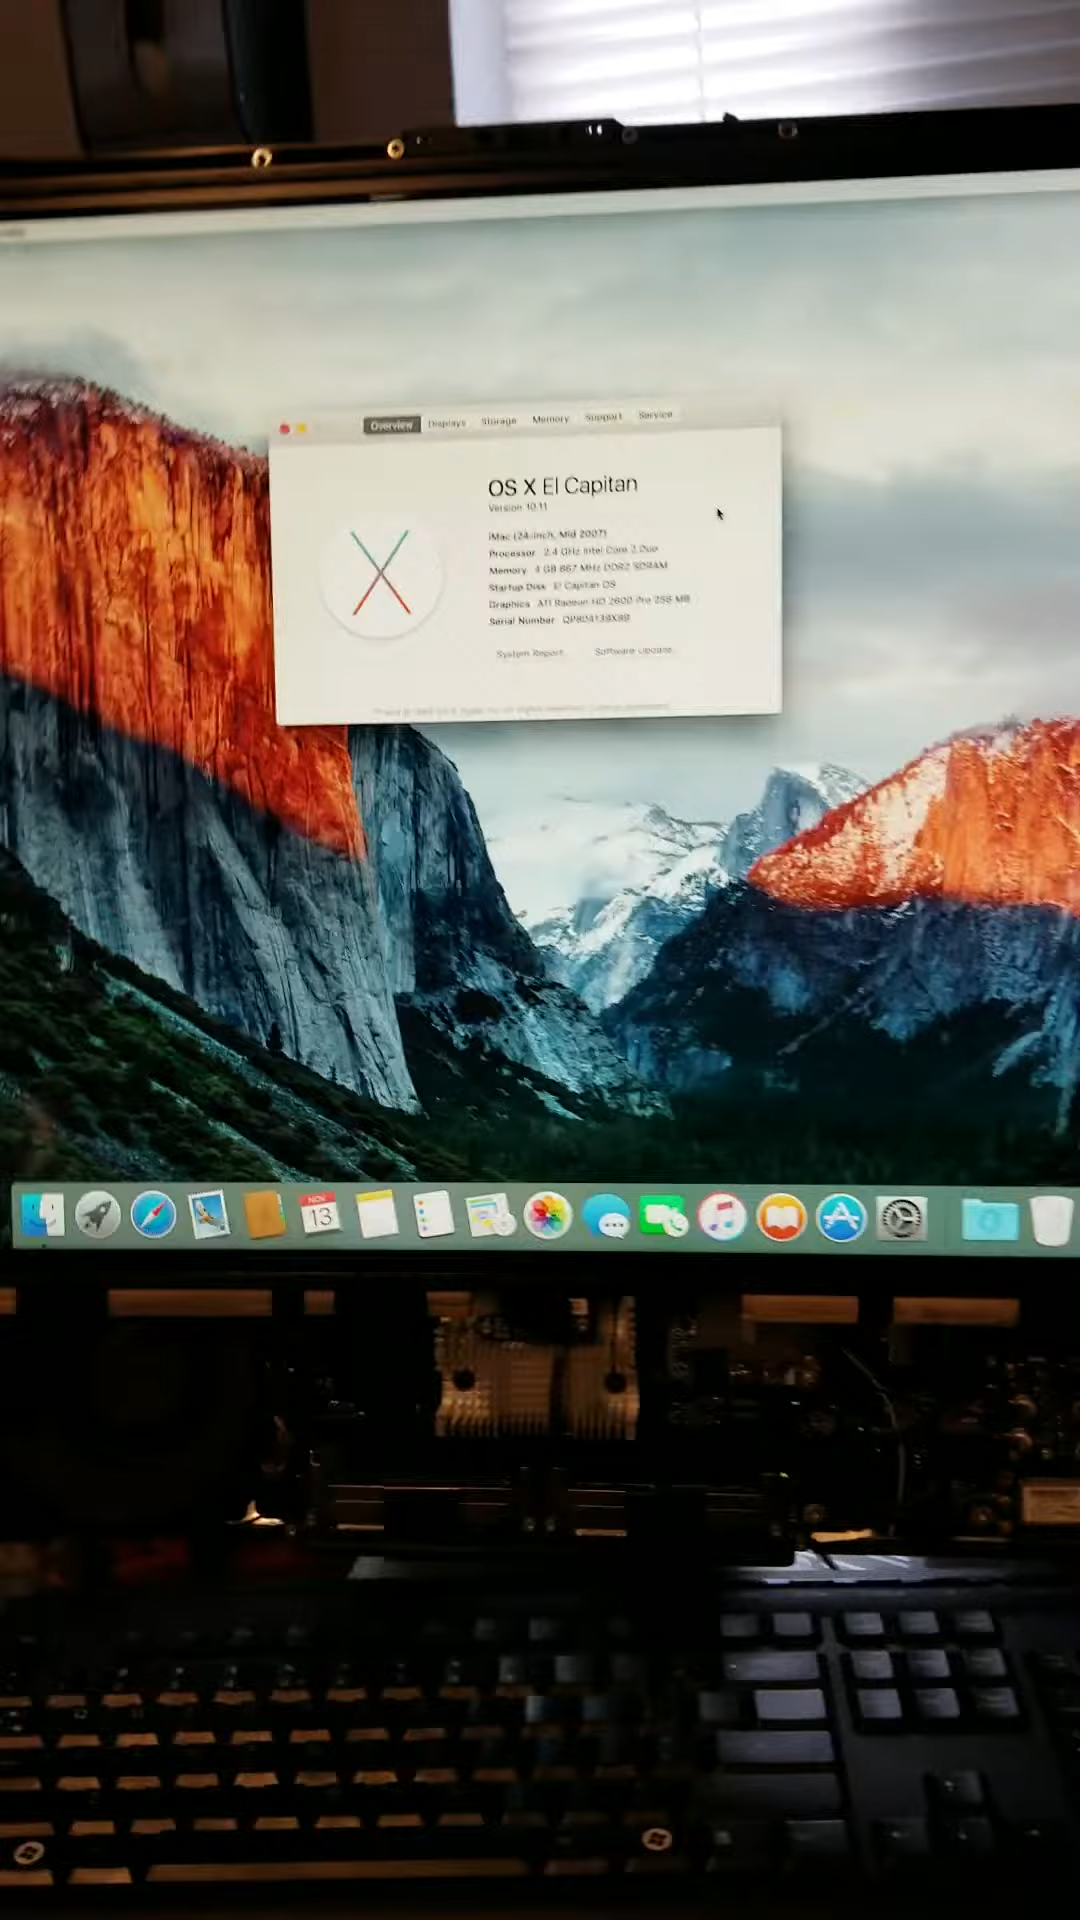 Overview Displays Storage Memory Support Service
OS X El Capitan
Version 10.11
iMac (24-inch, Mid 2007)
Processor 2.4 GHz Intel Core 2 Duo
Memory 4 GB 667 MHz DDR2 SDRAM
Startup Disk El Capitan OS
Graphics ATI Radeon HD 2600 Pro 256 MB
Serial Number
System Report... Software Update...
NOV
13